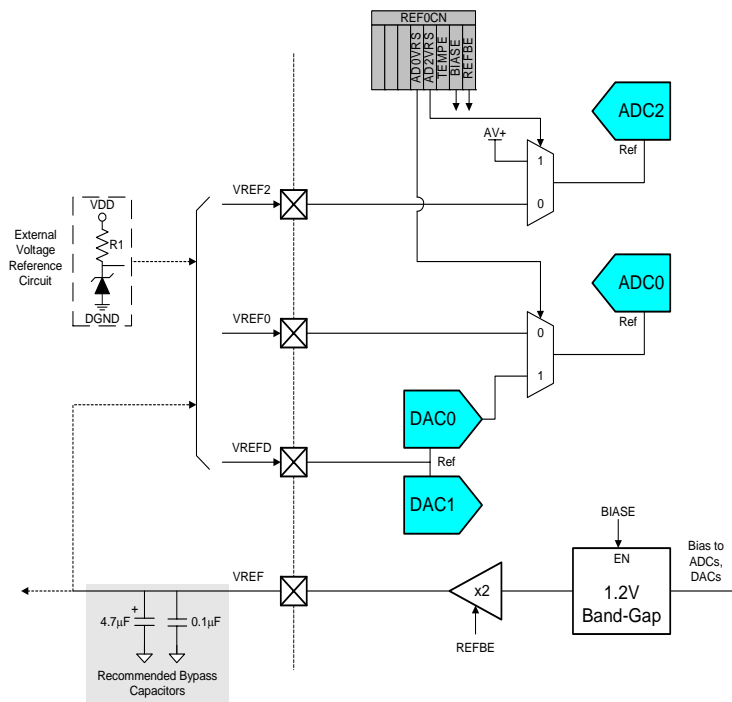 REF0CN
AD0VRS
AD2VRS
TEMPE
BIASE
REFBE
ADC2
Ref
AV+
1
0
VREF2
VDD
R1
DGND
External
Voltage
Reference
Circuit
ADC0
Ref
VREF0
0
1
DAC0
VREFD
Ref
DAC1
BIASE
EN
1.2V
Band-Gap
Bias to
ADCs,
DACs
VREF
x2
REFBE
+
4.7µF
0.1µF
Recommended Bypass
Capacitors